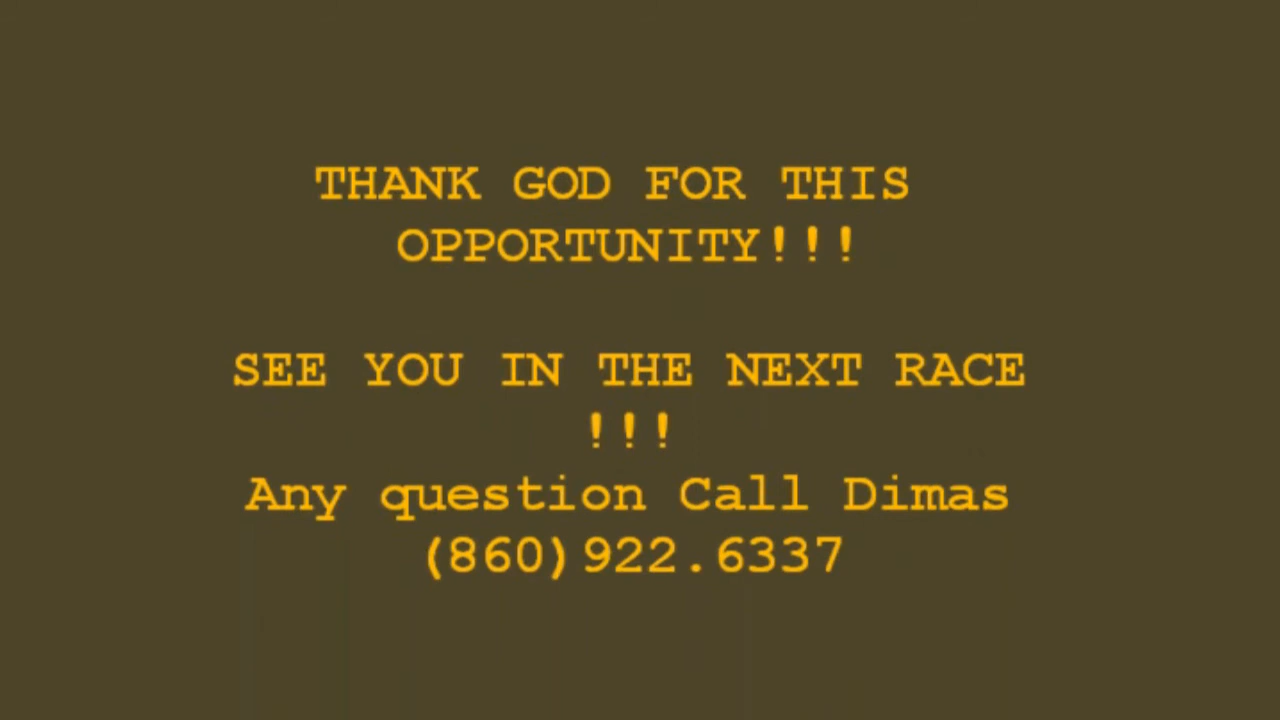 THANK GOD FOR THIS
OPPORTUNITY!!!
SEE YOU IN THE NEXT RACE
!!!
Any question Call Dimas
(860)922.6337